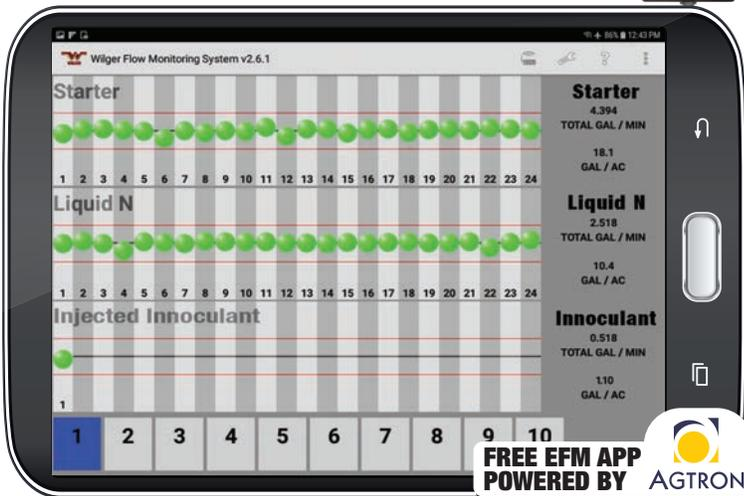 86% 12:43 PM
Wilger Flow Monitoring System v2.6.1
Starter
1 2 3 4 5 6 7 8 9 10 11 12 13 14 15 16 17 18 19 20 21 22 23 24
Starter
4.394
TOTAL GAL / MIN
18.1
GAL / AC
Liquid N
1 2 3 4 5 6 7 8 9 10 11 12 13 14 15 16 17 18 19 20 21 22 23 24
Liquid N
2.518
TOTAL GAL / MIN
10.4
GAL / AC
Injected Innoculant
1
Innoculant
0.518
TOTAL GAL / MIN
1.10
GAL / AC
1 2 3 4 5 6 7 8 9 10
FREE EFM APP
POWERED BY
AGTRON